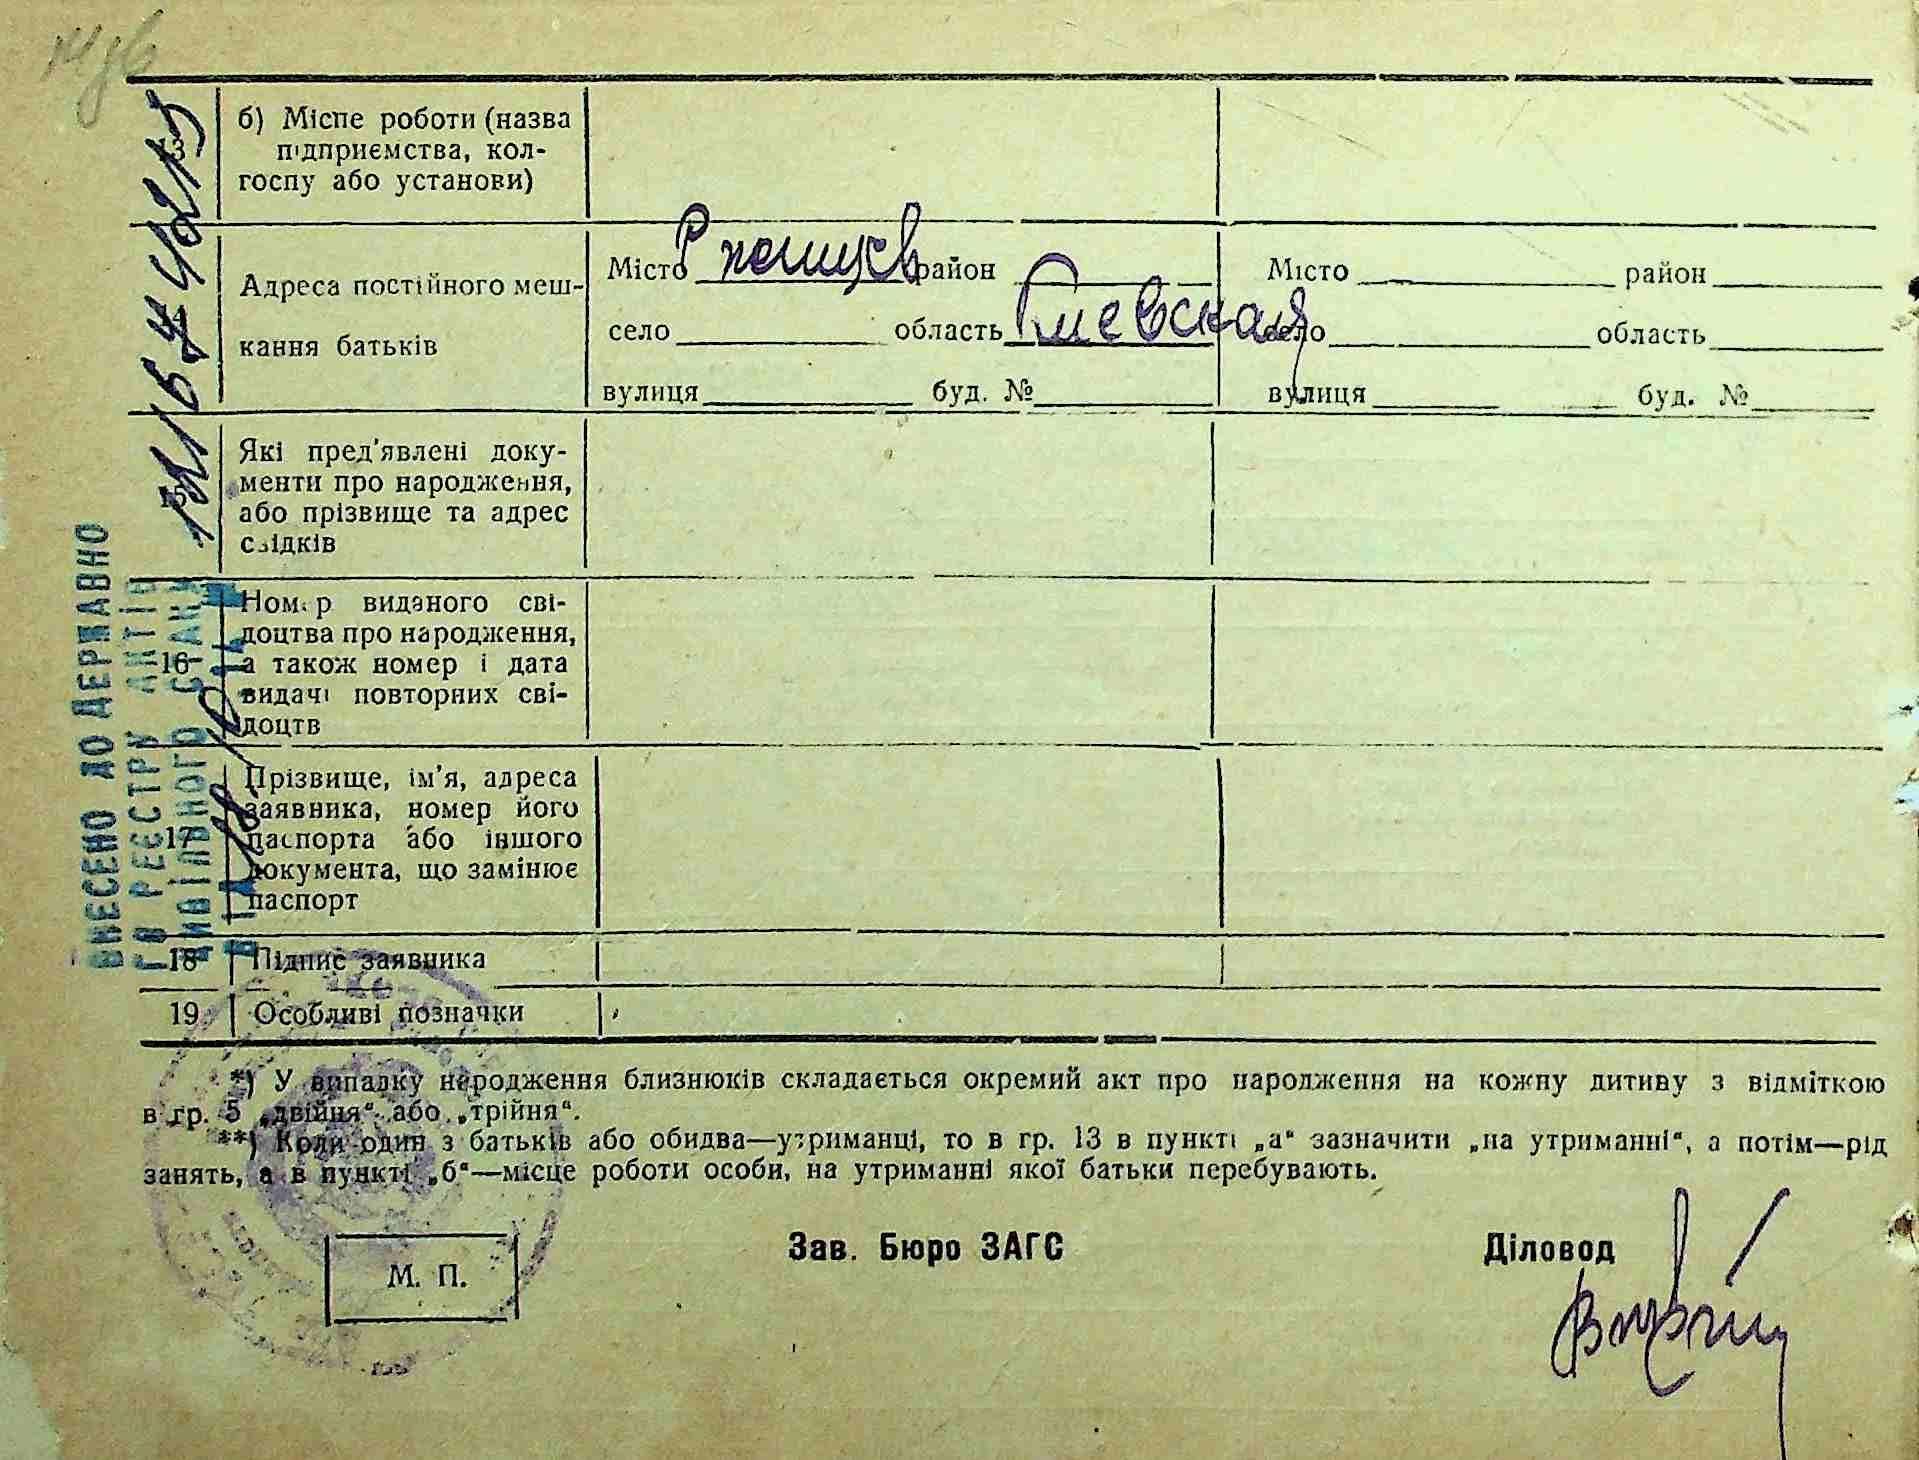 б) Місце роботи (назва
підприємства, кол-
госпу або установи)
14
Адреса постійного меш-
кання батьків
Місто район
село область
вулиця буд. №
Місто район
село область
вулиця буд. №
15
Які пред'явлені доку-
менти про народження,
або прізвище та адрес
свідків
16
Номер виданого сві-
доцтва про народження,
а також номер і дата
видачі повторних сві-
доцтв
17
Прізвище, ім'я, адреса
заявника, номер його
паспорта або іншого
документа, що замінює
паспорт
18 Підпис заявника
19 Особливі позначки
ВНЕСЕНО ДО ДЕРЖАВНО
ГО РЕЄСТРУ АКТІВ
ЦИВІЛЬНОГО СТАНУ
*) У випадку народження близнюків складається окремий акт про народження на кожну дитину з відміткою
в гр. 5 „двійня“ або „трійня“.
**) Коли один з батьків або обидва—утриманці, то в гр. 13 в пункті „а“ зазначити „на утриманні“, а потім—рід
занять, а в пункті „б“—місце роботи особи, на утриманні якої батьки перебувають.
М. П.
Зав. Бюро ЗАГС
Діловод